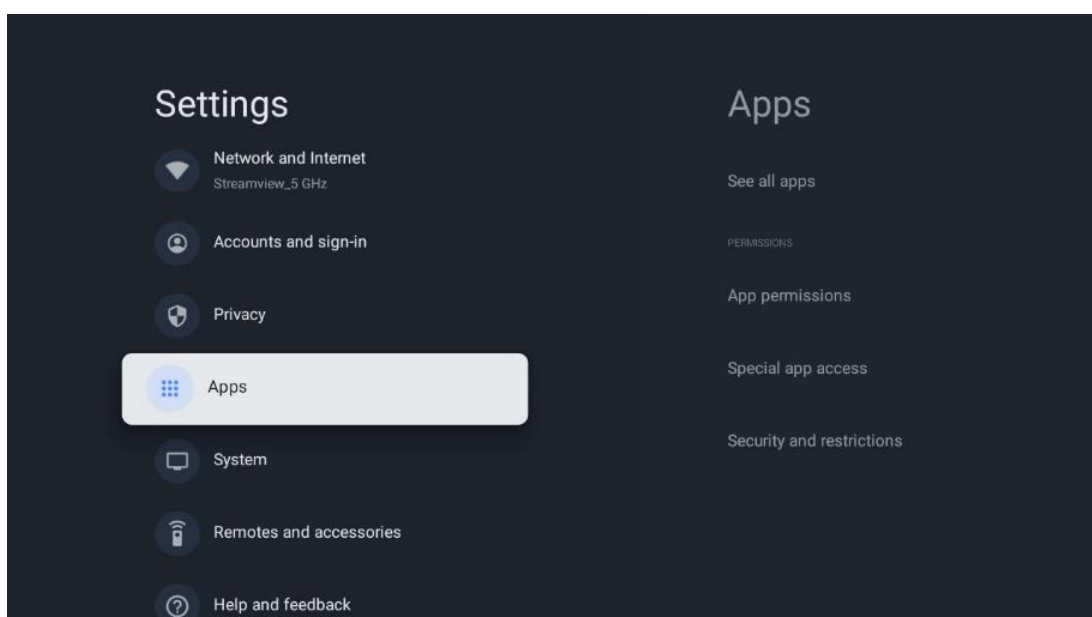 Settings
Network and Internet
Streamview_5 GHz
Accounts and sign-in
Privacy
Apps
System
Remotes and accessories
Help and feedback
Apps
See all apps
PERMISSIONS
App permissions
Special app access
Security and restrictions